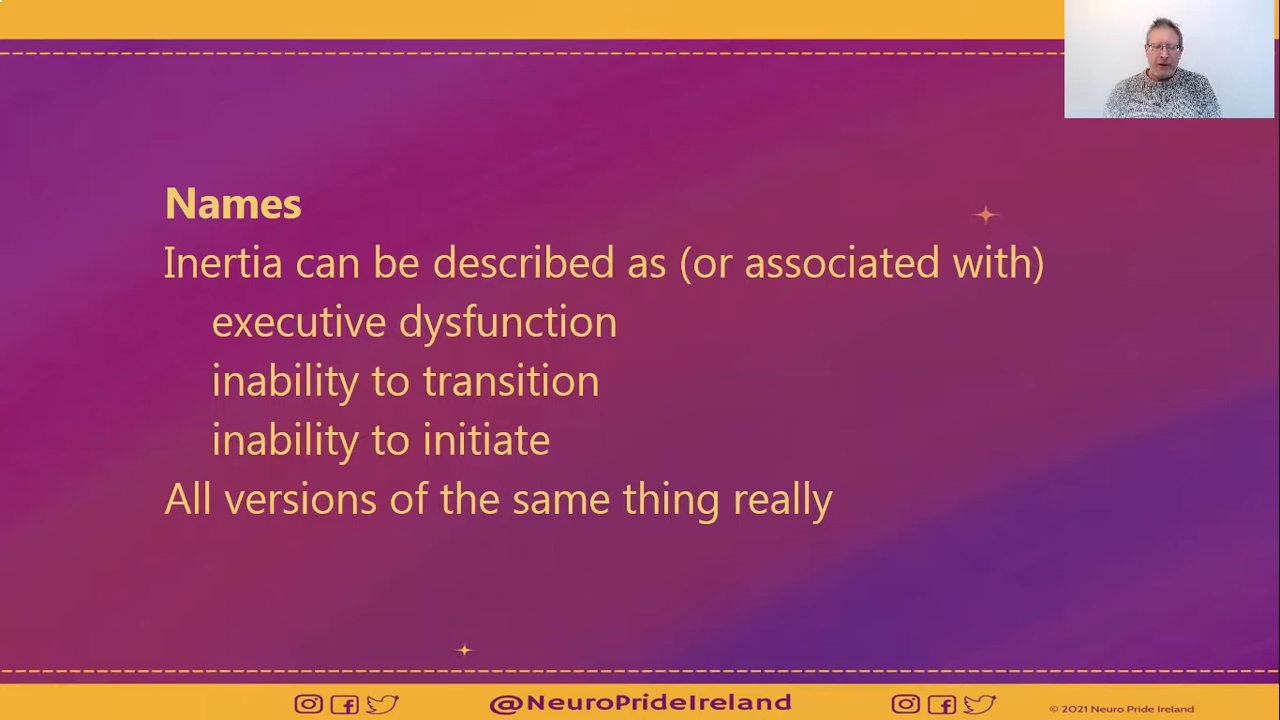 Names
Inertia can be described as (or associated with)
executive dysfunction
inability to transition
inability to initiate
All versions of the same thing really
@NeuroPrideIreland
© 2021 Neuro Pride Ireland